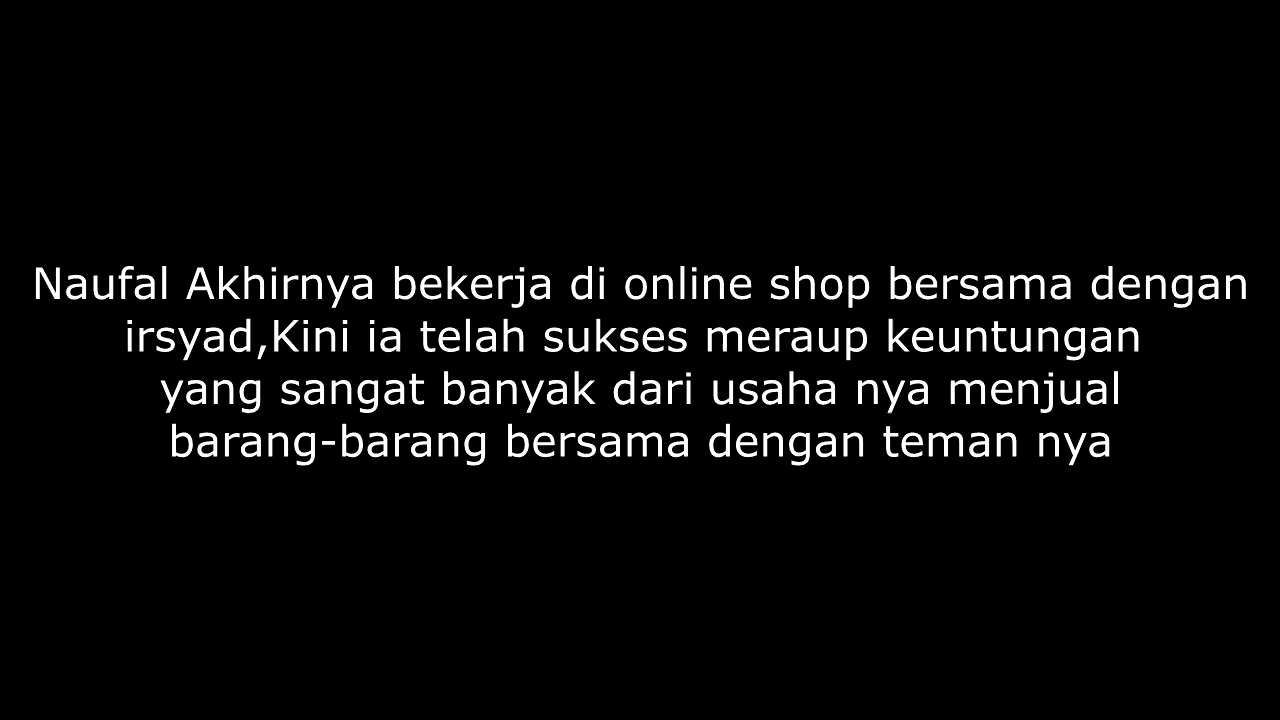 Naufal Akhirnya bekerja di online shop bersama dengan
irsyad,Kini ia telah sukses meraup keuntungan
yang sangat banyak dari usaha nya menjual
barang-barang bersama dengan teman nya